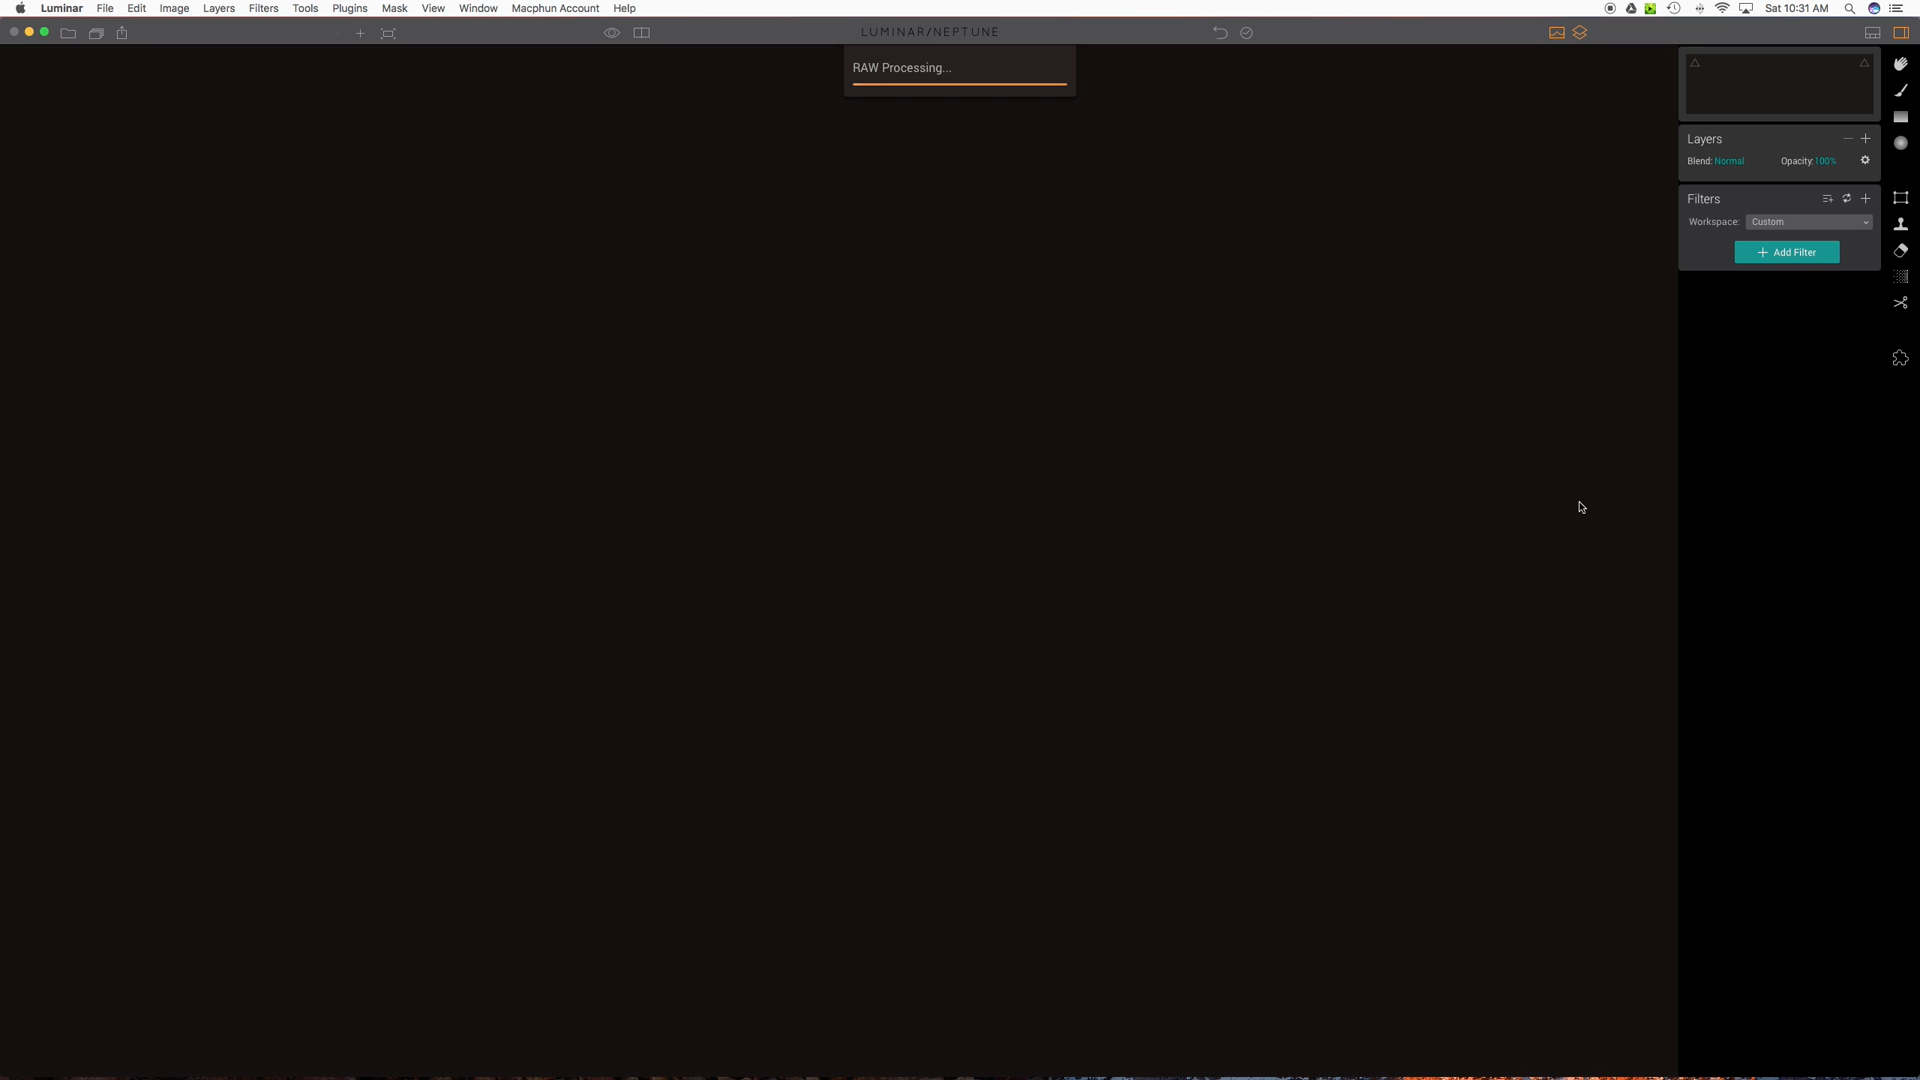 Luminar File Edit Image Layers Filters Tools Plugins Mask View Window Macphun Account Help Sat 10:31 AM
LUMINAR/NEPTUNE
RAW Processing...
Layers
Blend: Normal Opacity: 100%
Filters
Workspace: Custom
Add Filter